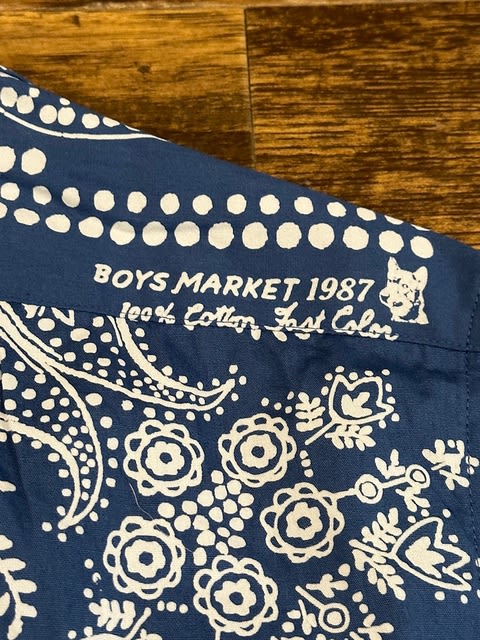 BOYS MARKET 1987
100% Cotton, Fast Color